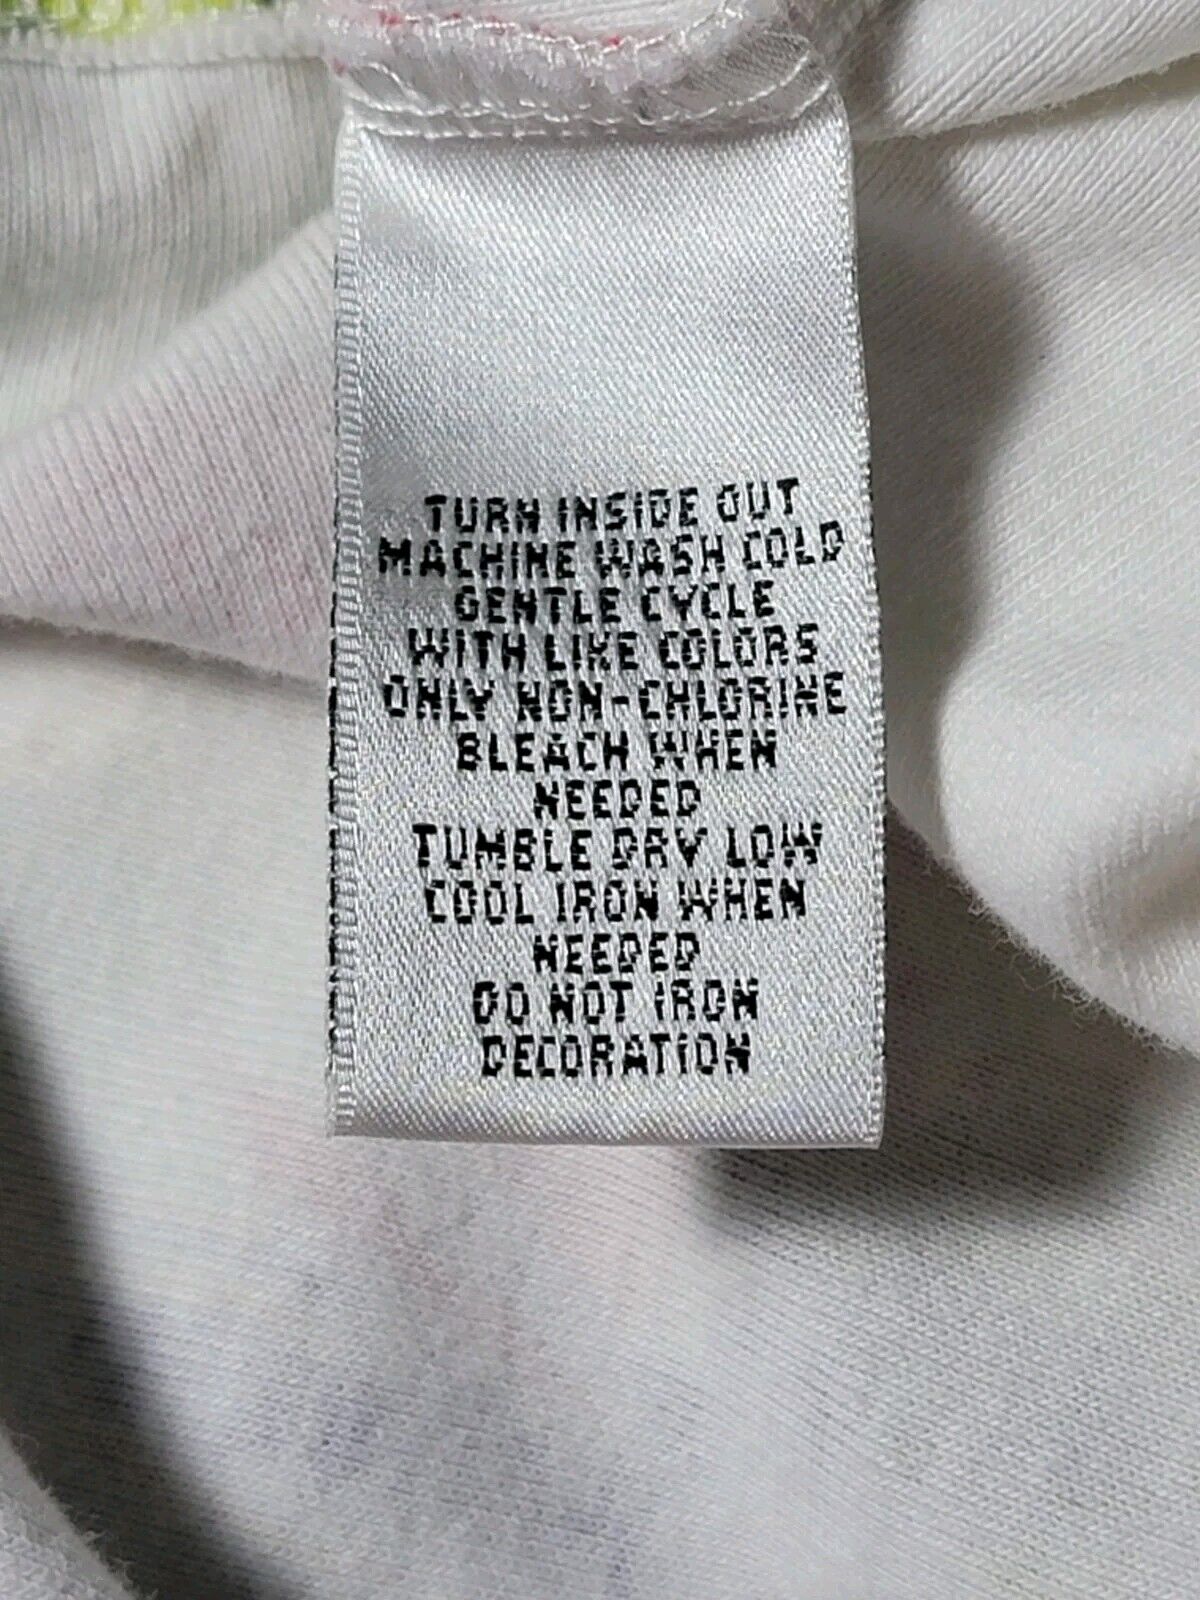 TURN INSIDE OUT
MACHINE WASH COLD
GENTLE CYCLE
WITH LIKE COLORS
ONLY NON-CHLORINE
BLEACH WHEN
NEEDED
TUMBLE DRY LOW
COOL IRON WHEN
NEEDED
DO NOT IRON
DECORATION